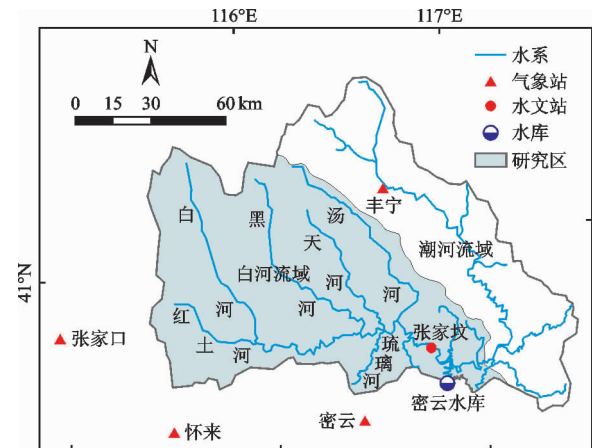 116°E
117°E
N
0 15 30 60 km
水系
气象站
水文站
水库
研究区
丰宁
潮河流域
白河
黑河
天河
汤河
白河流域
41°N
红土河
琉璃河
张家坟
张家口
密云水库
密云
怀来